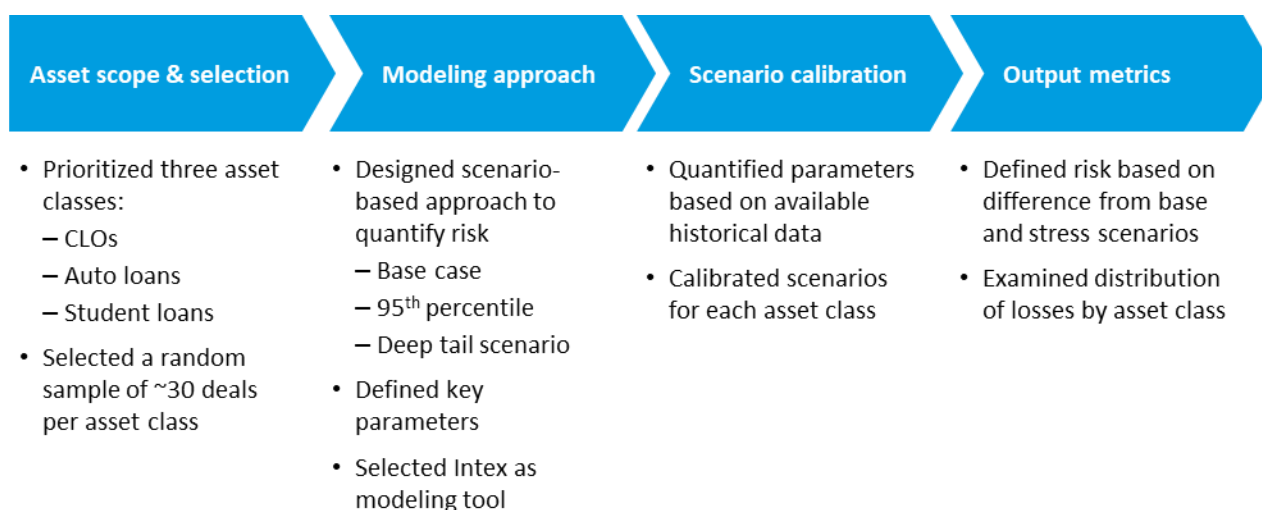 Asset scope & selection
• Prioritized three asset
classes:
– CLOs
– Auto loans
– Student loans
• Selected a random
sample of ~30 deals
per asset class
Modeling approach
• Designed scenario-
based approach to
quantify risk
– Base case
– 95th percentile
– Deep tail scenario
• Defined key
parameters
• Selected Intex as
modeling tool
Scenario calibration
• Quantified parameters
based on available
historical data
• Calibrated scenarios
for each asset class
Output metrics
• Defined risk based on
difference from base
and stress scenarios
• Examined distribution
of losses by asset class